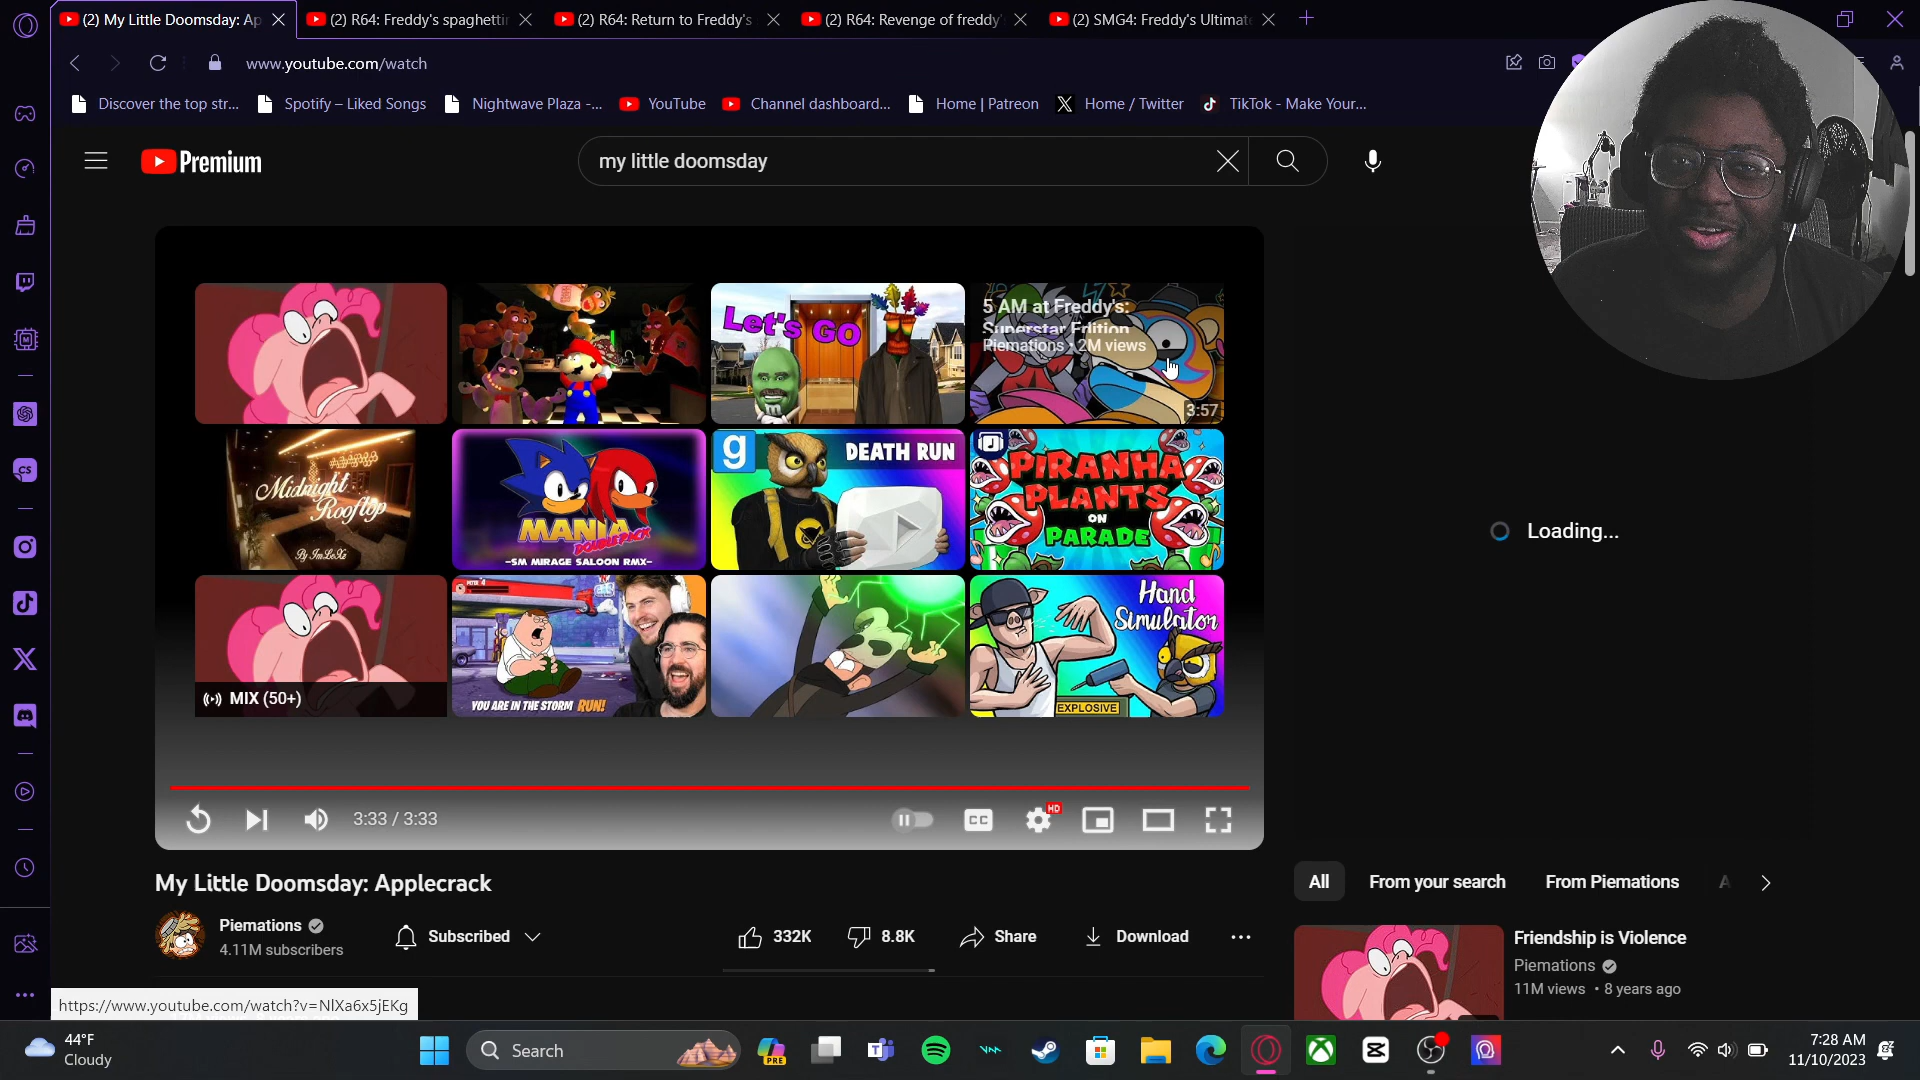 (2) My Little Doomsday: Ap
(2) R64: Freddy's spaghettir
(2) R64: Return to Freddy's
(2) R64: Revenge of freddy'
(2) SMG4: Freddy's Ultimate
www.youtube.com/watch
Discover the top str...
Spotify – Liked Songs
Nightwave Plaza -...
YouTube
Channel dashboard...
Home | Patreon
X Home / Twitter
TikTok - Make Your...
Premium
my little doomsday
Let's GO
5 AM at Freddy's:
Superstar Edition
Piemations • 2M views
3:57
Midnight
Rooftop
By ImLoXe
MANIA
DOUBLE PACK
-SM MIRAGE SALOON RMX-
g
DEATH RUN
PIRANHA
PLANTS
ON
PARADE
MIX (50+)
YOU ARE IN THE STORM RUN!
Hand
Simulator
EXPLOSIVE
Loading...
3:33 / 3:33
CC
HD
My Little Doomsday: Applecrack
Piemations
4.11M subscribers
Subscribed
332K
8.8K
Share
Download
All
From your search
From Piemations
A
Friendship is Violence
Piemations
11M views • 8 years ago
https://www.youtube.com/watch?v=NlXa6x5jEKg
44°F
Cloudy
Search
PRE
7:28 AM
11/10/2023